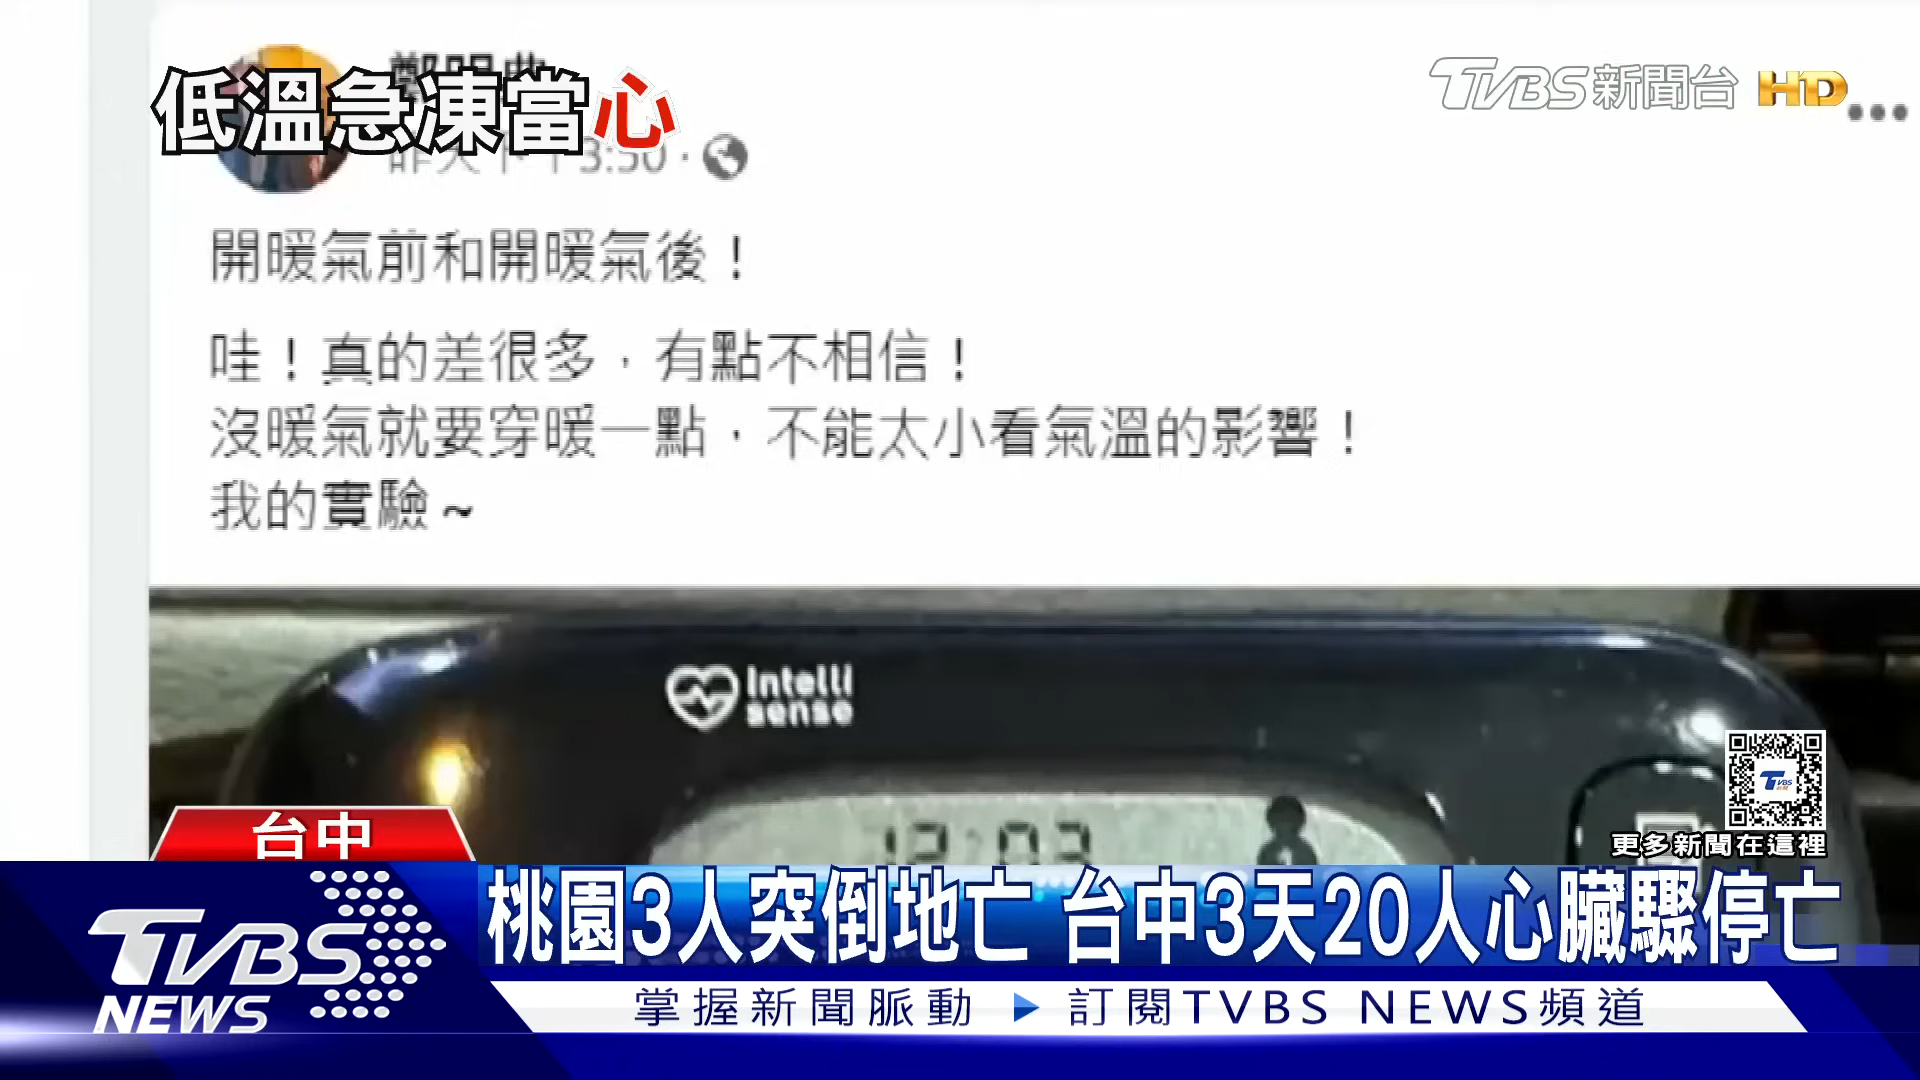 低溫急凍當心
TVBS新聞台 HD
3:50
開暖氣前和開暖氣後！
哇！真的差很多，有點不相信！
沒暖氣就要穿暖一點，不能太小看氣溫的影響！
我的實驗~
Intelli
sense
TVBS
更多新聞在這裡
台中
桃園3人突倒地亡 台中3天20人心臟驟停亡
TVBS
NEWS
掌握新聞脈動 ▶ 訂閱TVBS NEWS頻道